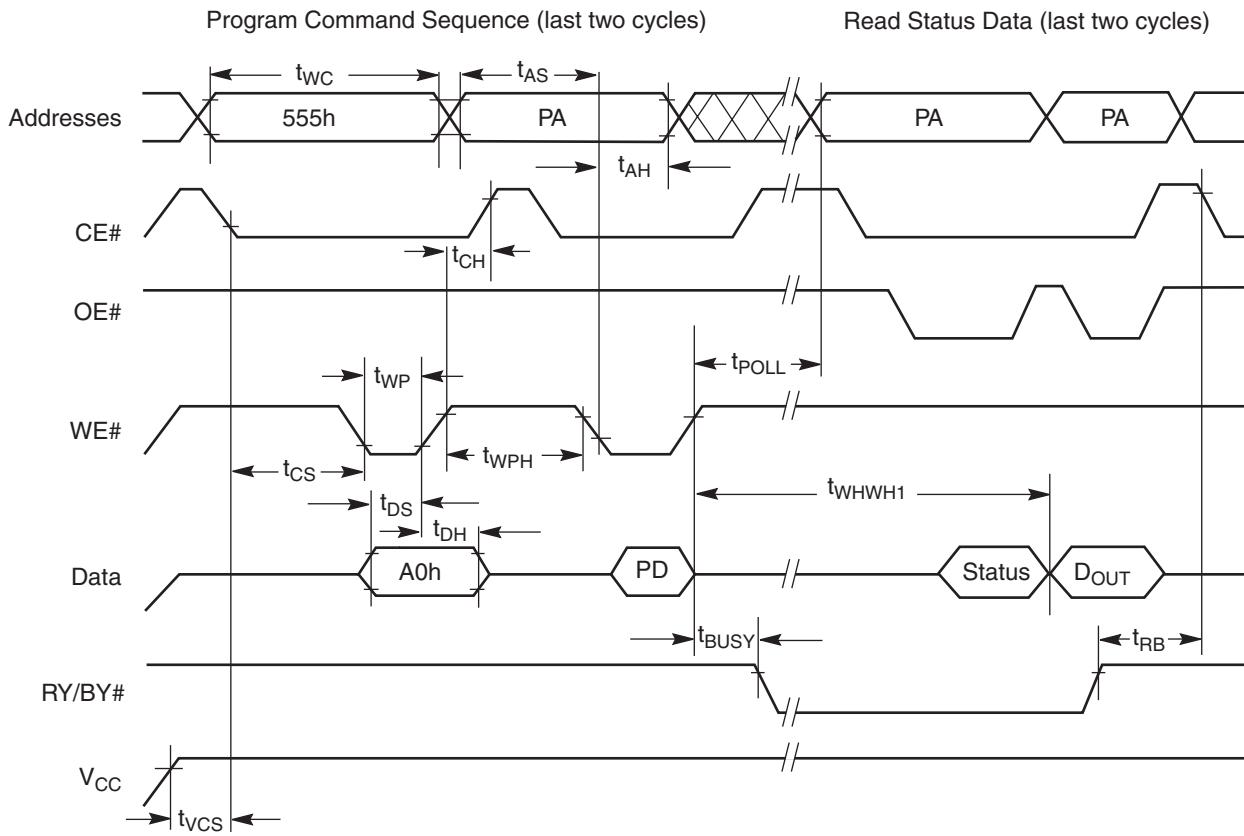 Program Command Sequence (last two cycles)
Read Status Data (last two cycles)
tWC
tAS
Addresses
555h
PA
PA
PA
tAH
CE#
tCH
OE#
tPOLL
tWP
WE#
tCS
tWPH
tWHWH1
tDS
tDH
Data
A0h
PD
Status
DOUT
tBUSY
tRB
RY/BY#
VCC
tVCS